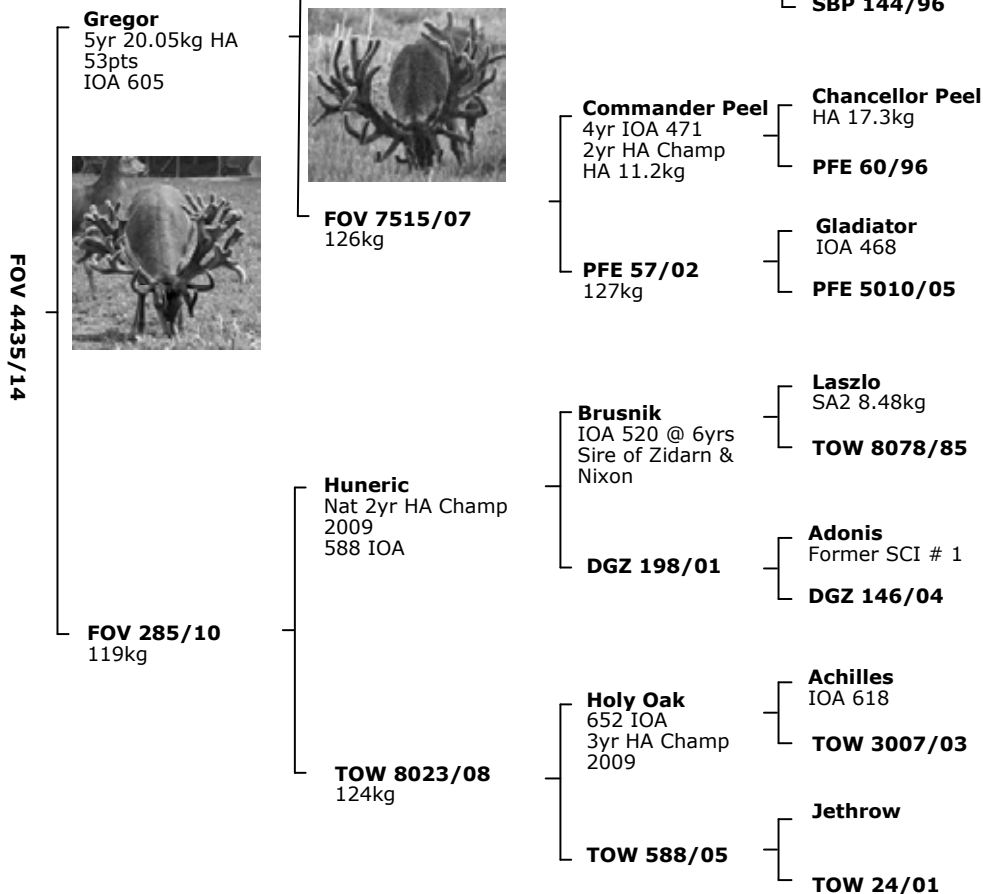 SBP 144/96
Gregor
5yr 20.05kg HA
53pts
IOA 605
Commander Peel
4yr IOA 471
2yr HA Champ
HA 11.2kg
Chancellor Peel
HA 17.3kg
PFE 60/96
FOV 7515/07
126kg
Gladiator
IOA 468
PFE 57/02
127kg
PFE 5010/05
FOV 4435/14
Laszlo
SA2 8.48kg
Brusnik
IOA 520 @ 6yrs
Sire of Zidarn &
Nixon
TOW 8078/85
Huneric
Nat 2yr HA Champ
2009
588 IOA
Adonis
Former SCI # 1
DGZ 198/01
DGZ 146/04
FOV 285/10
119kg
Achilles
IOA 618
Holy Oak
652 IOA
3yr HA Champ
2009
TOW 3007/03
TOW 8023/08
124kg
Jethrow
TOW 588/05
TOW 24/01